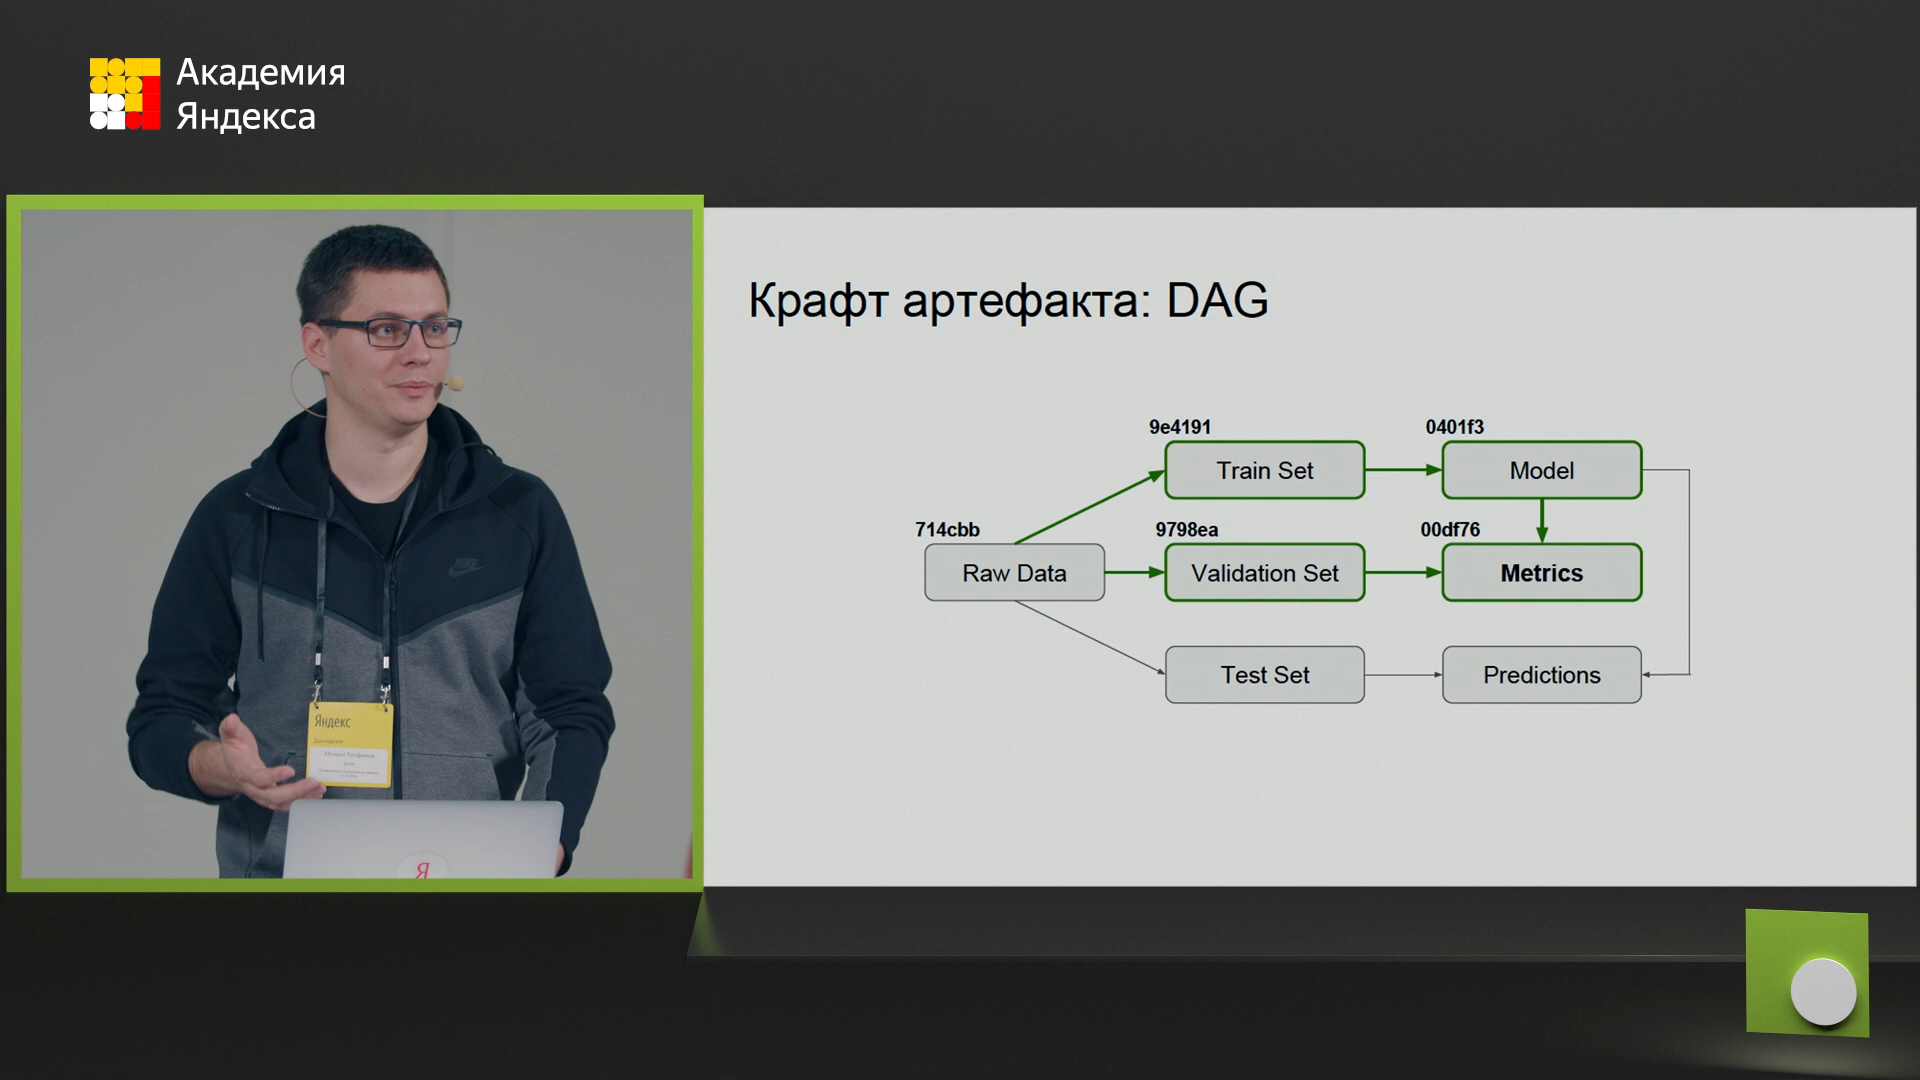 Академия
Яндекса
Крафт артефакта: DAG
9e4191
0401f3
Train Set
Model
714cbb
9798ea
00df76
Raw Data
Validation Set
Metrics
Test Set
Predictions
NIKE
Яндекс
Я